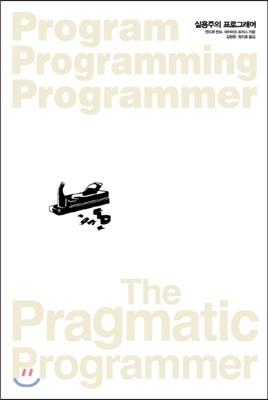 Program
Programming
Programmer
실용주의 프로그래머
앤드류 헌트 · 데이비드 토머스 지음
김창준 · 정지호 옮김
The
Pragmatic
Programmer